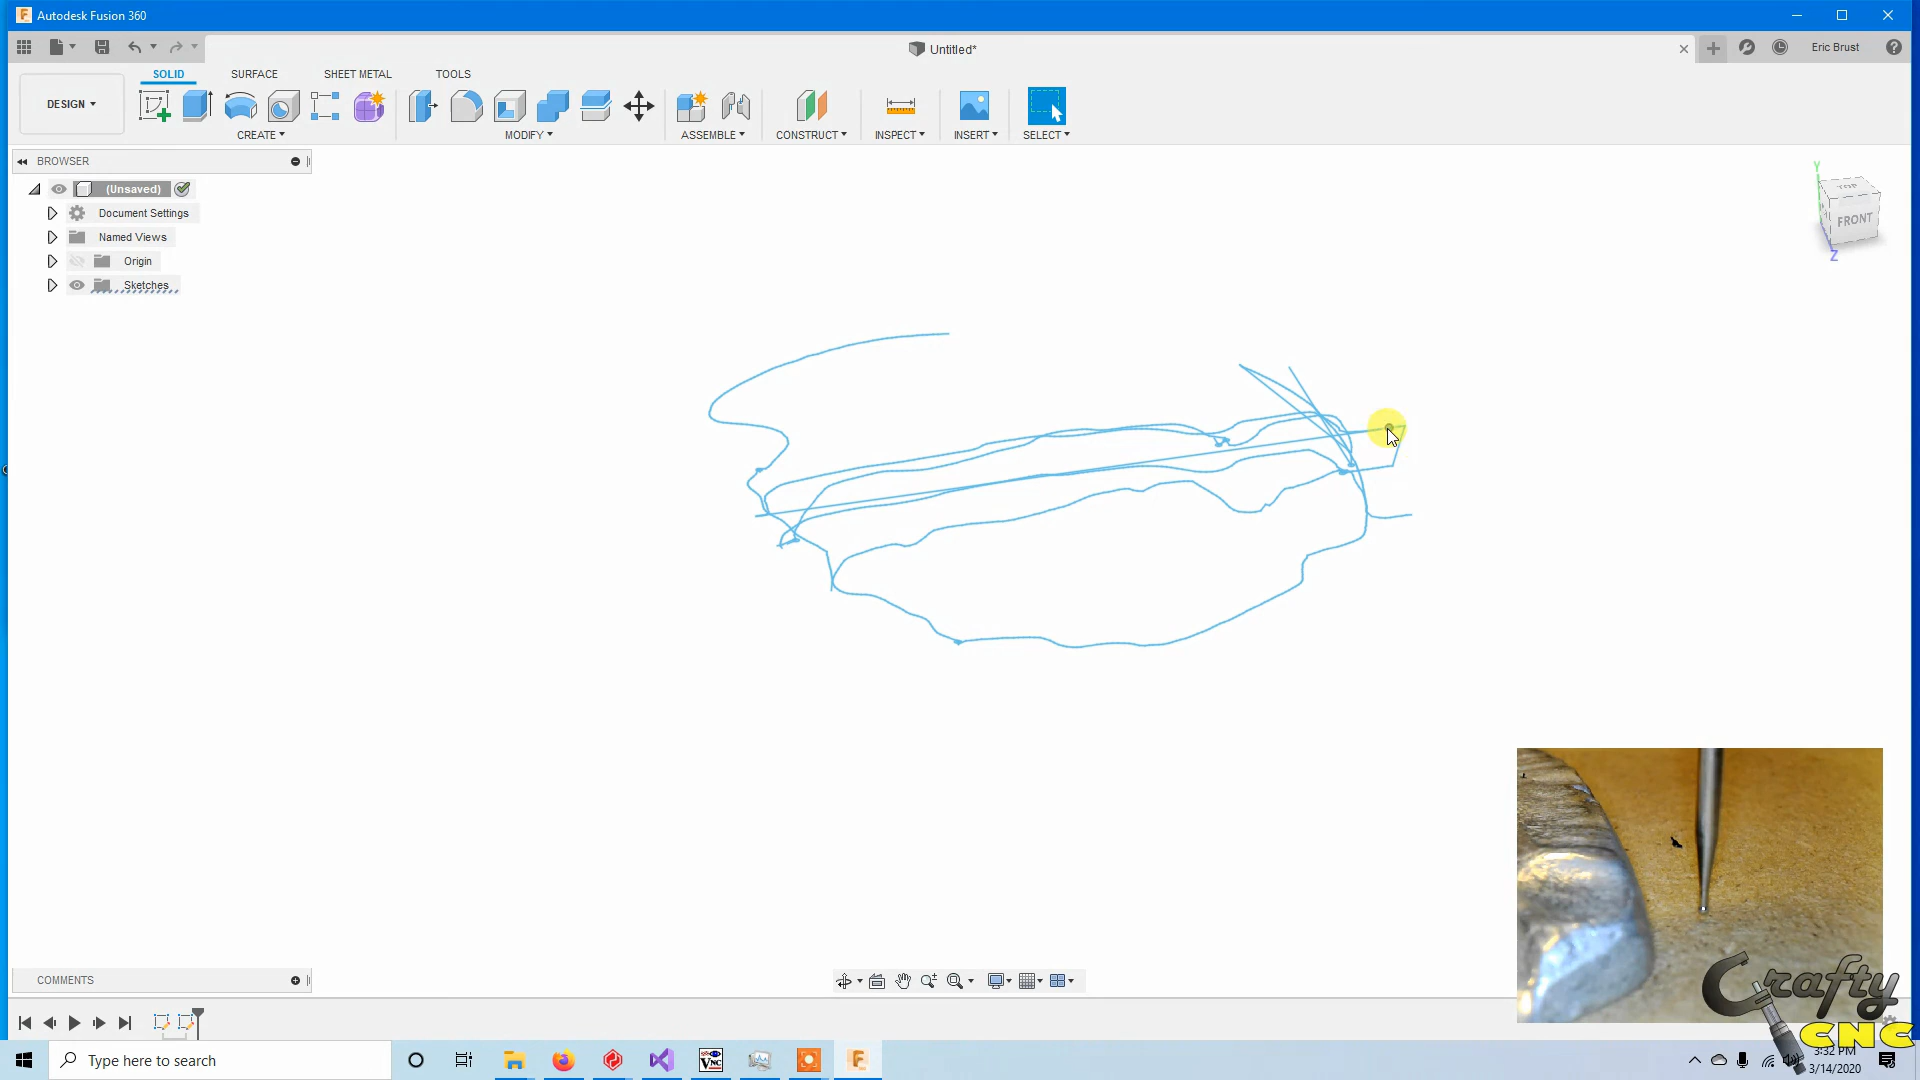 Autodesk Fusion 360
Untitled*
Eric Brust
SOLID
SURFACE
SHEET METAL
TOOLS
DESIGN
CREATE
MODIFY
ASSEMBLE
CONSTRUCT
INSPECT
INSERT
SELECT
BROWSER
(Unsaved)
Document Settings
Named Views
Origin
Sketches
Y
TOP
FRONT
Z
COMMENTS
Crafty
CNC
Type here to search
VNC
3:32 PM
3/14/2020